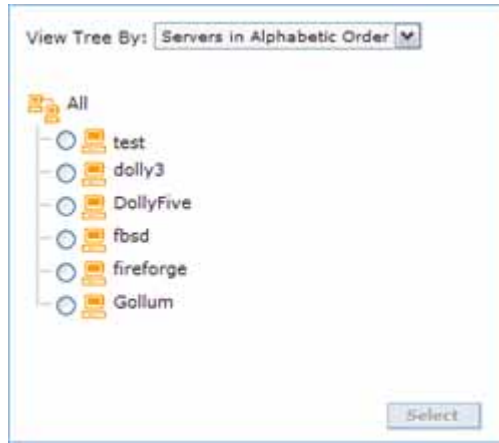 View Tree By: Servers in Alphabetic Order
All
test
dolly3
DollyFive
fbsd
fireforge
Gollum
Select